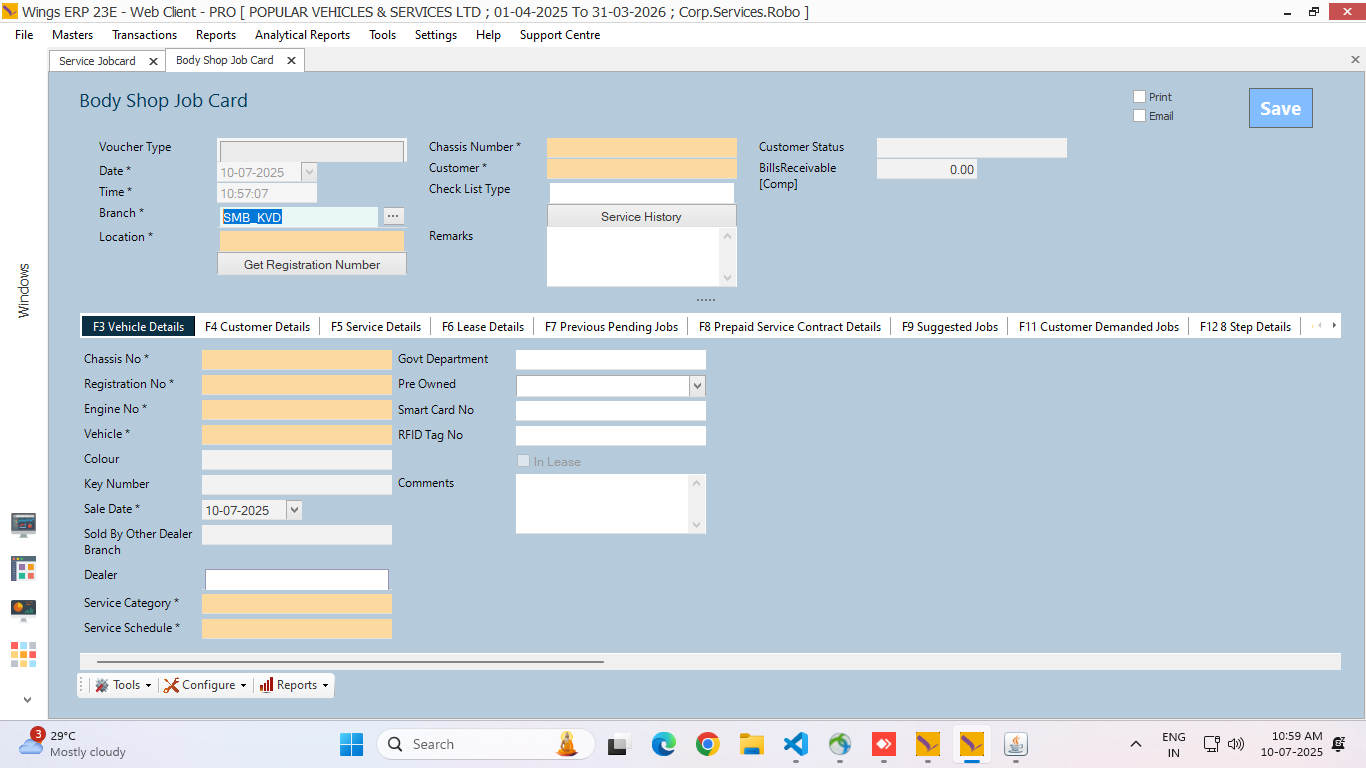 Wings ERP 23E - Web Client - PRO [ POPULAR VEHICLES & SERVICES LTD ; 01-04-2025 To 31-03-2026 ; Corp.Services.Robo ]
File Masters Transactions Reports Analytical Reports Tools Settings Help Support Centre
Service Jobcard Body Shop Job Card
Body Shop Job Card
Print
Email
Save
Voucher Type
Date *
10-07-2025
Time *
10:57:07
Branch *
SMB_KVD
...
Location *
Get Registration Number
Chassis Number *
Customer *
Check List Type
Service History
Remarks
Customer Status
BillsReceivable
[Comp]
0.00
Windows
F3 Vehicle Details F4 Customer Details F5 Service Details F6 Lease Details F7 Previous Pending Jobs F8 Prepaid Service Contract Details F9 Suggested Jobs F11 Customer Demanded Jobs F12 8 Step Details
Chassis No *
Registration No *
Engine No *
Vehicle *
Colour
Key Number
Sale Date *
10-07-2025
Sold By Other Dealer
Branch
Dealer
Service Category *
Service Schedule *
Govt Department
Pre Owned
Smart Card No
RFID Tag No
In Lease
Comments
Tools Configure Reports
3
29°C
Mostly cloudy
Search
ENG
IN
10:59 AM
10-07-2025